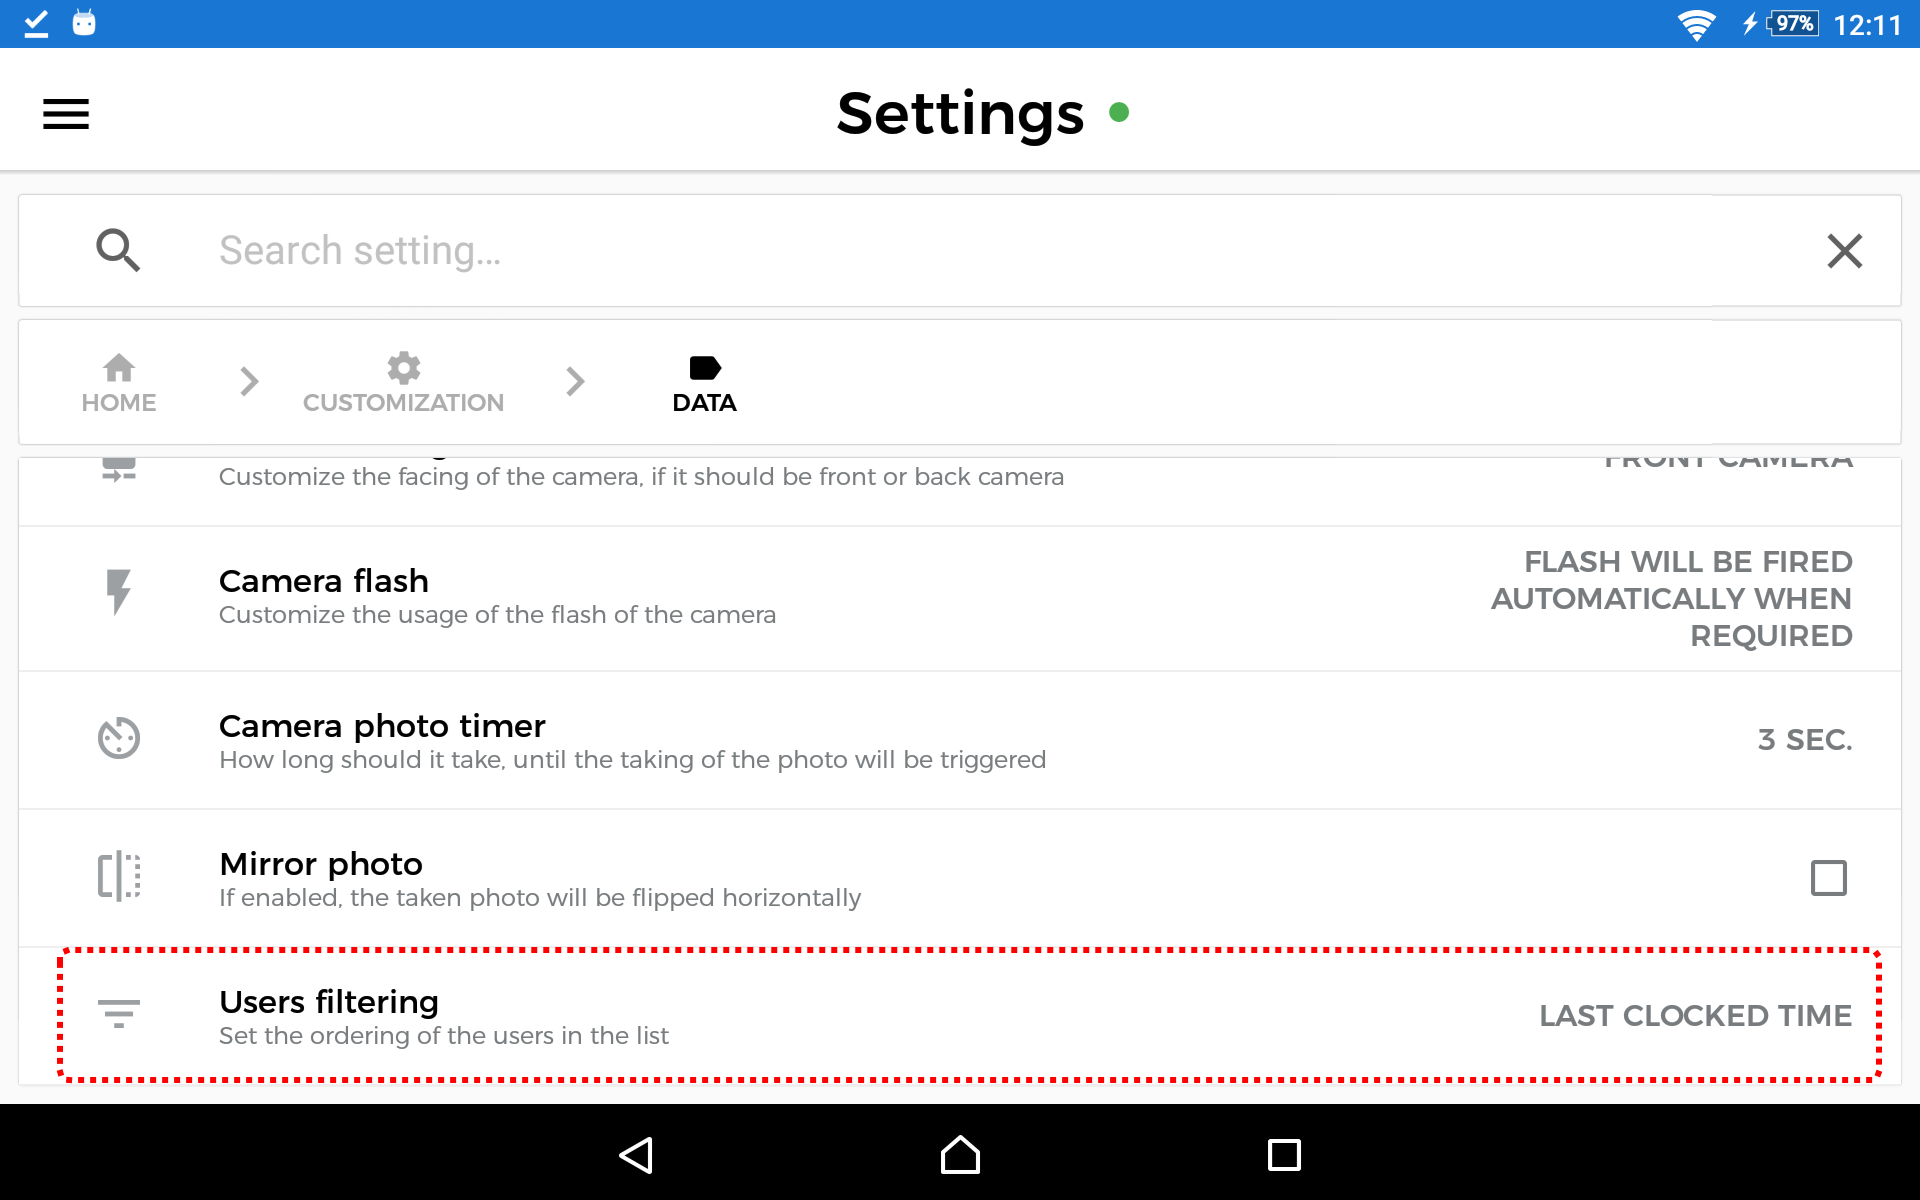 97% 12:11
Settings
Search setting...
HOME
CUSTOMIZATION
DATA
Customize the facing of the camera, if it should be front or back camera
FRONT CAMERA
Camera flash
Customize the usage of the flash of the camera
FLASH WILL BE FIRED
AUTOMATICALLY WHEN
REQUIRED
Camera photo timer
How long should it take, until the taking of the photo will be triggered
3 SEC.
Mirror photo
If enabled, the taken photo will be flipped horizontally
Users filtering
Set the ordering of the users in the list
LAST CLOCKED TIME